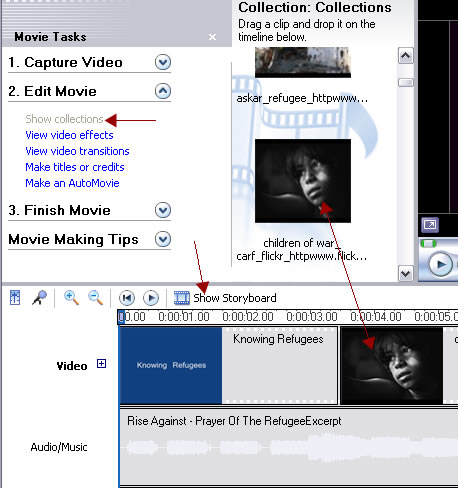 Movie Tasks
1. Capture Video
2. Edit Movie
Show collections
View video effects
View video transitions
Make titles or credits
Make an AutoMovie
3. Finish Movie
Movie Making Tips
Collection: Collections
Drag a clip and drop it on the
timeline below.
askar_refugee_httpwww...
children of war_
carf_flickr_httpwww.flick...
Show Storyboard
0.00 0:00:01.00 0:00:02.00 0:00:03.00 0:00:04.00 0:00:05.
Video
Knowing Refugees
Knowing Refugees
Audio/Music
Rise Against - Prayer Of The RefugeeExcerpt